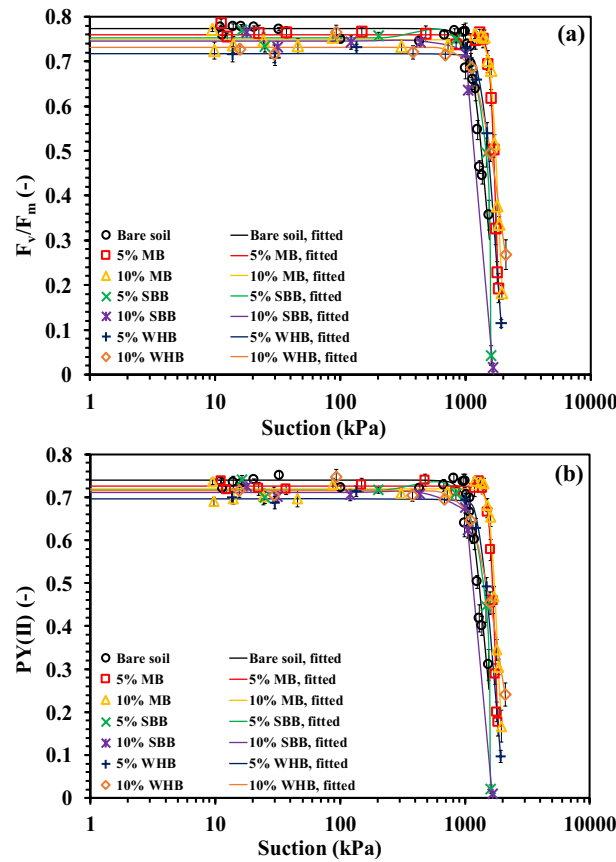 0.8
(a)
0.7
0.6
0.5
Fv/Fm (-)
0.4
0.3
0.2
0.1
0
Bare soil Bare soil, fitted
5% MB 5% MB, fitted
10% MB 10% MB, fitted
5% SBB 5% SBB, fitted
10% SBB 10% SBB, fitted
5% WHB 5% WHB, fitted
10% WHB 10% WHB, fitted
1 10 100 1000 10000
Suction (kPa)
0.8
(b)
0.7
0.6
0.5
PY(II) (-)
0.4
0.3
0.2
0.1
0
Bare soil Bare soil, fitted
5% MB 5% MB, fitted
10% MB 10% MB, fitted
5% SBB 5% SBB, fitted
10% SBB 10% SBB, fitted
5% WHB 5% WHB, fitted
10% WHB 10% WHB, fitted
1 10 100 1000 10000
Suction (kPa)